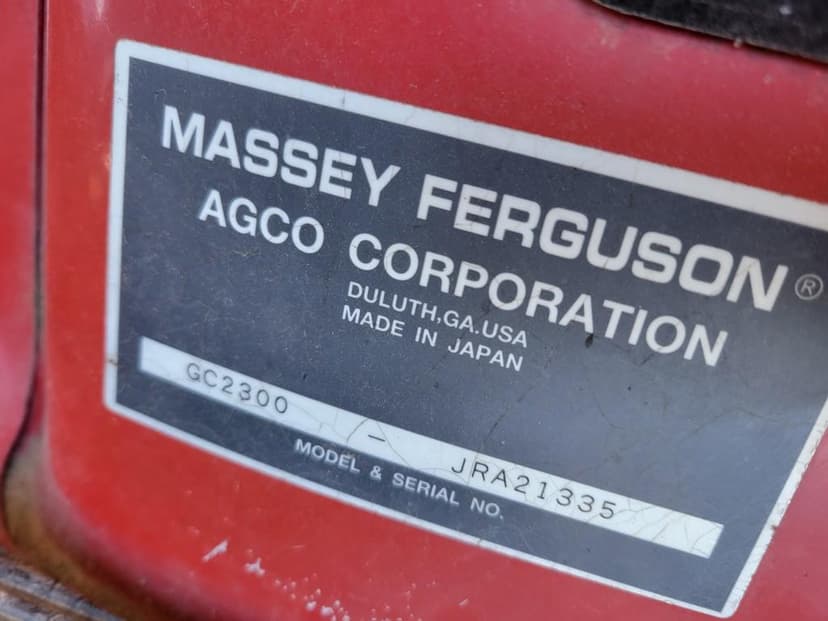 MASSEY FERGUSON®
AGCO CORPORATION
DULUTH,GA.USA
MADE IN JAPAN
GC2300 – JRA21335
MODEL & SERIAL NO.